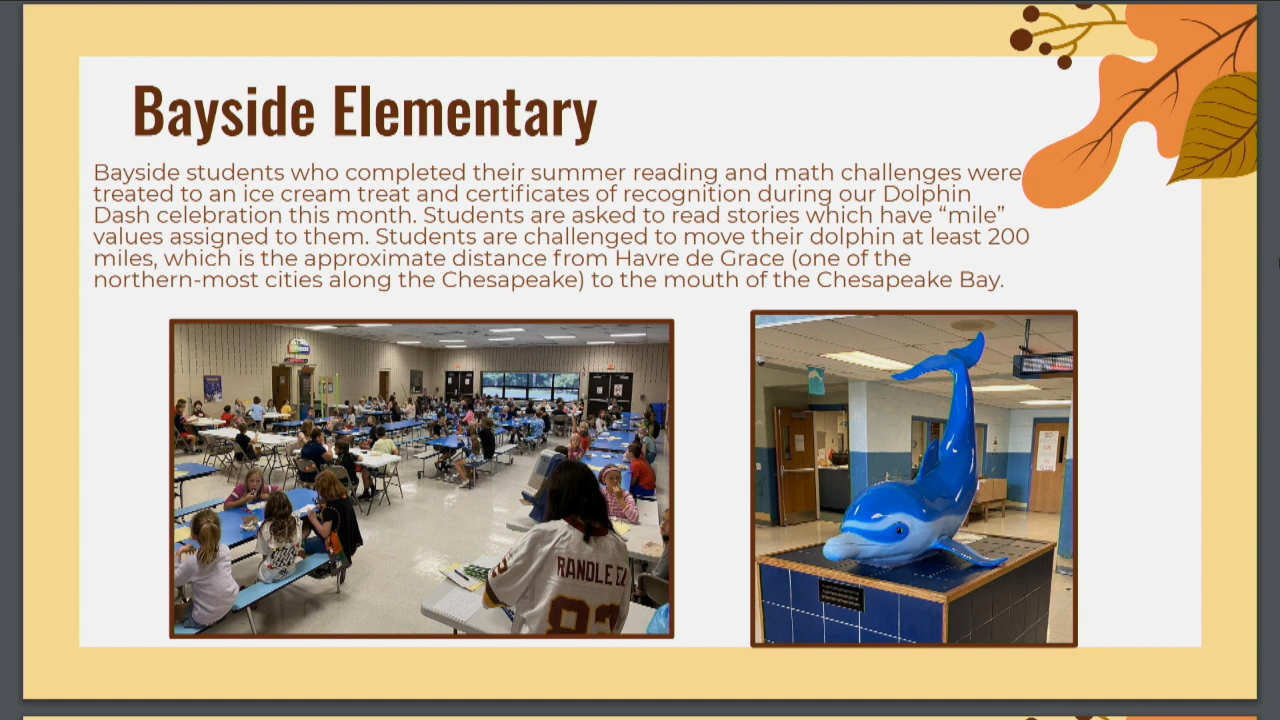 Bayside Elementary
Bayside students who completed their summer reading and math challenges were
treated to an ice cream treat and certificates of recognition during our Dolphin
Dash celebration this month. Students are asked to read stories which have “mile”
values assigned to them. Students are challenged to move their dolphin at least 200
miles, which is the approximate distance from Havre de Grace (one of the
northern-most cities along the Chesapeake) to the mouth of the Chesapeake Bay.
RANDLE